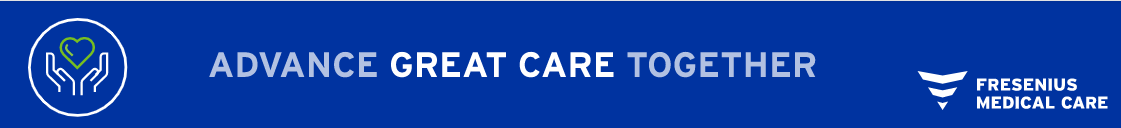 ADVANCE GREAT CARE TOGETHER
FRESENIUS
MEDICAL CARE